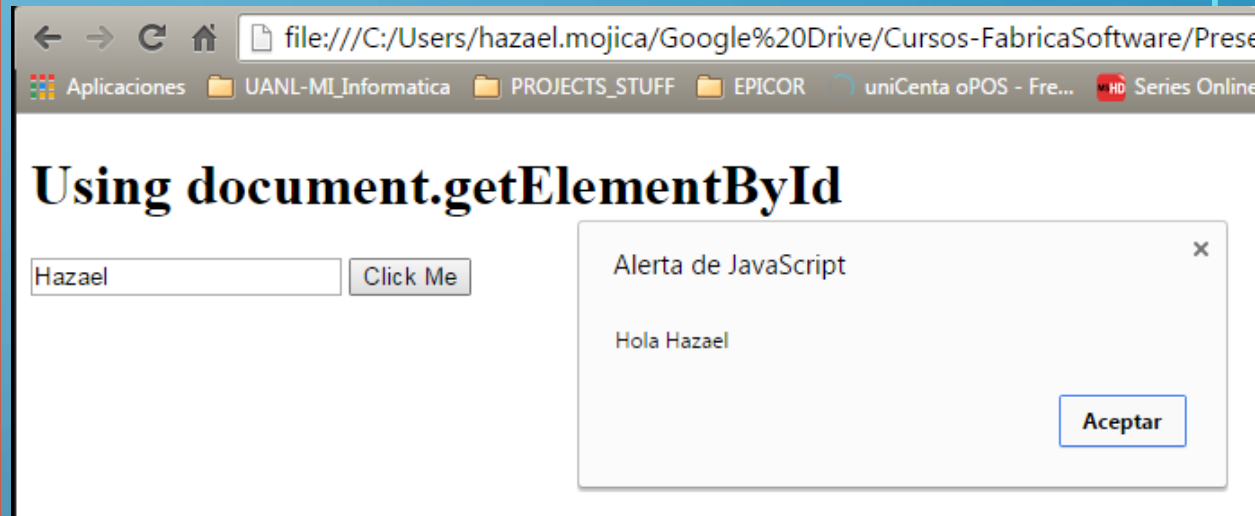 file:///C:/Users/hazael.mojica/Google%20Drive/Cursos-FabricaSoftware/Prese
Aplicaciones UANL-MI_Informatica PROJECTS_STUFF EPICOR uniCenta oPOS - Fre... HD Series Online
Using document.getElementById
Hazael Click Me
Alerta de JavaScript
Hola Hazael
Aceptar